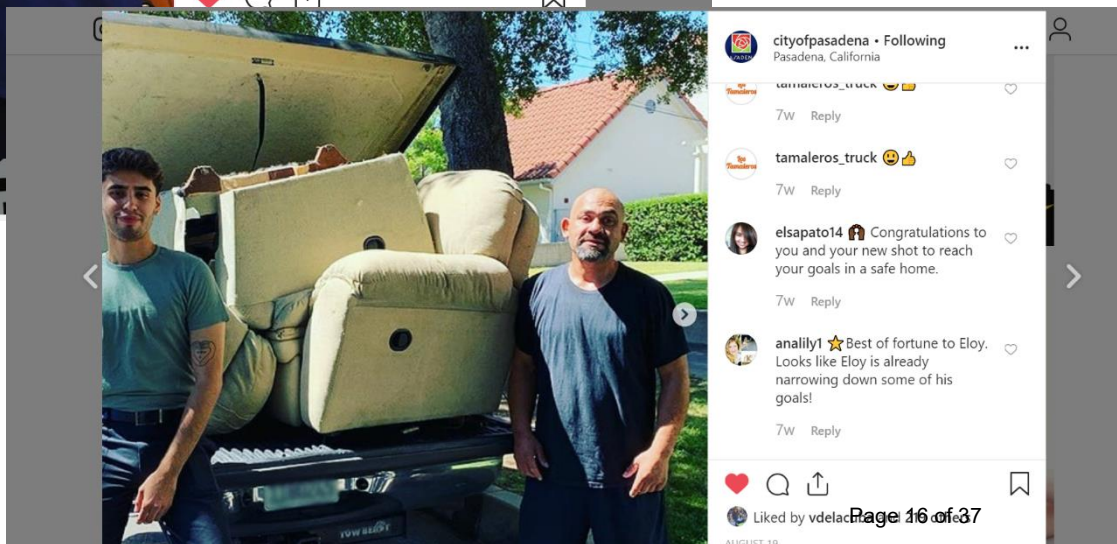 cityofpasadena • Following
Pasadena, California
tamaleros_truck
7w Reply
tamaleros_truck
7w Reply
elsapato14 Congratulations to
you and your new shot to reach
your goals in a safe home.
7w Reply
analily1 Best of fortune to Eloy.
Looks like Eloy is already
narrowing down some of his
goals!
7w Reply
Liked by
Page 16 of 37
AUGUST 19
TOW BEAST